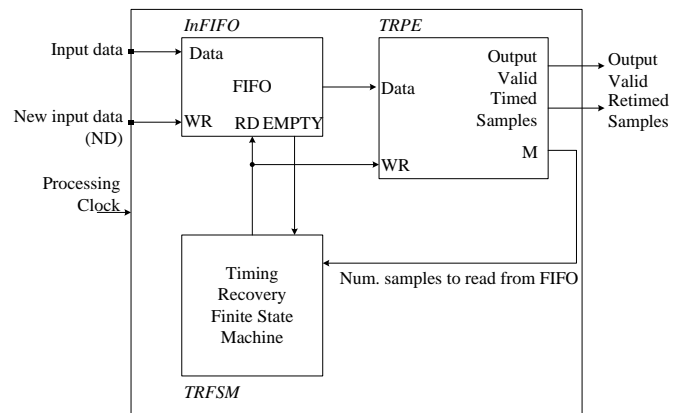 InFIFO
TRPE
Input data
Data
FIFO
New input data
(ND)
WR
RD EMPTY
Data
WR
Output
Valid
Timed
Samples
M
Output
Valid
Retimed
Samples
Processing
Clock
Timing
Recovery
Finite State
Machine
Num. samples to read from FIFO
TRFSM